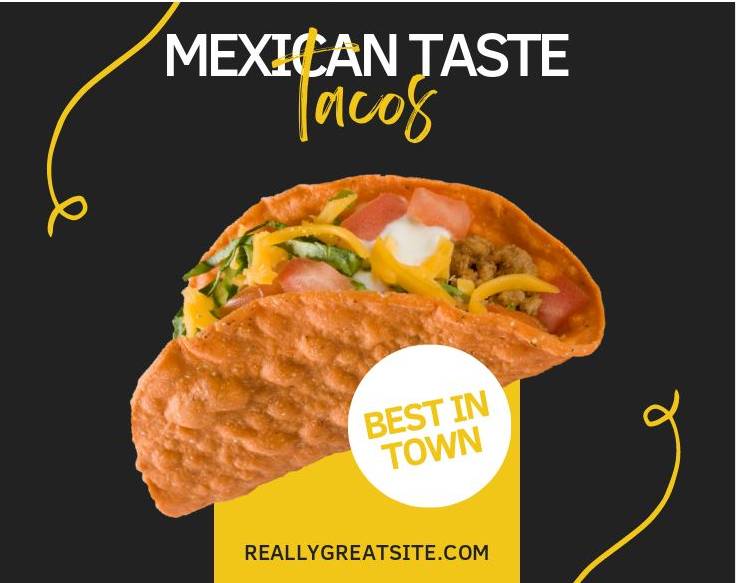 MEXICAN TASTE
tacos
BEST IN
TOWN
REALLYGREATSITE.COM